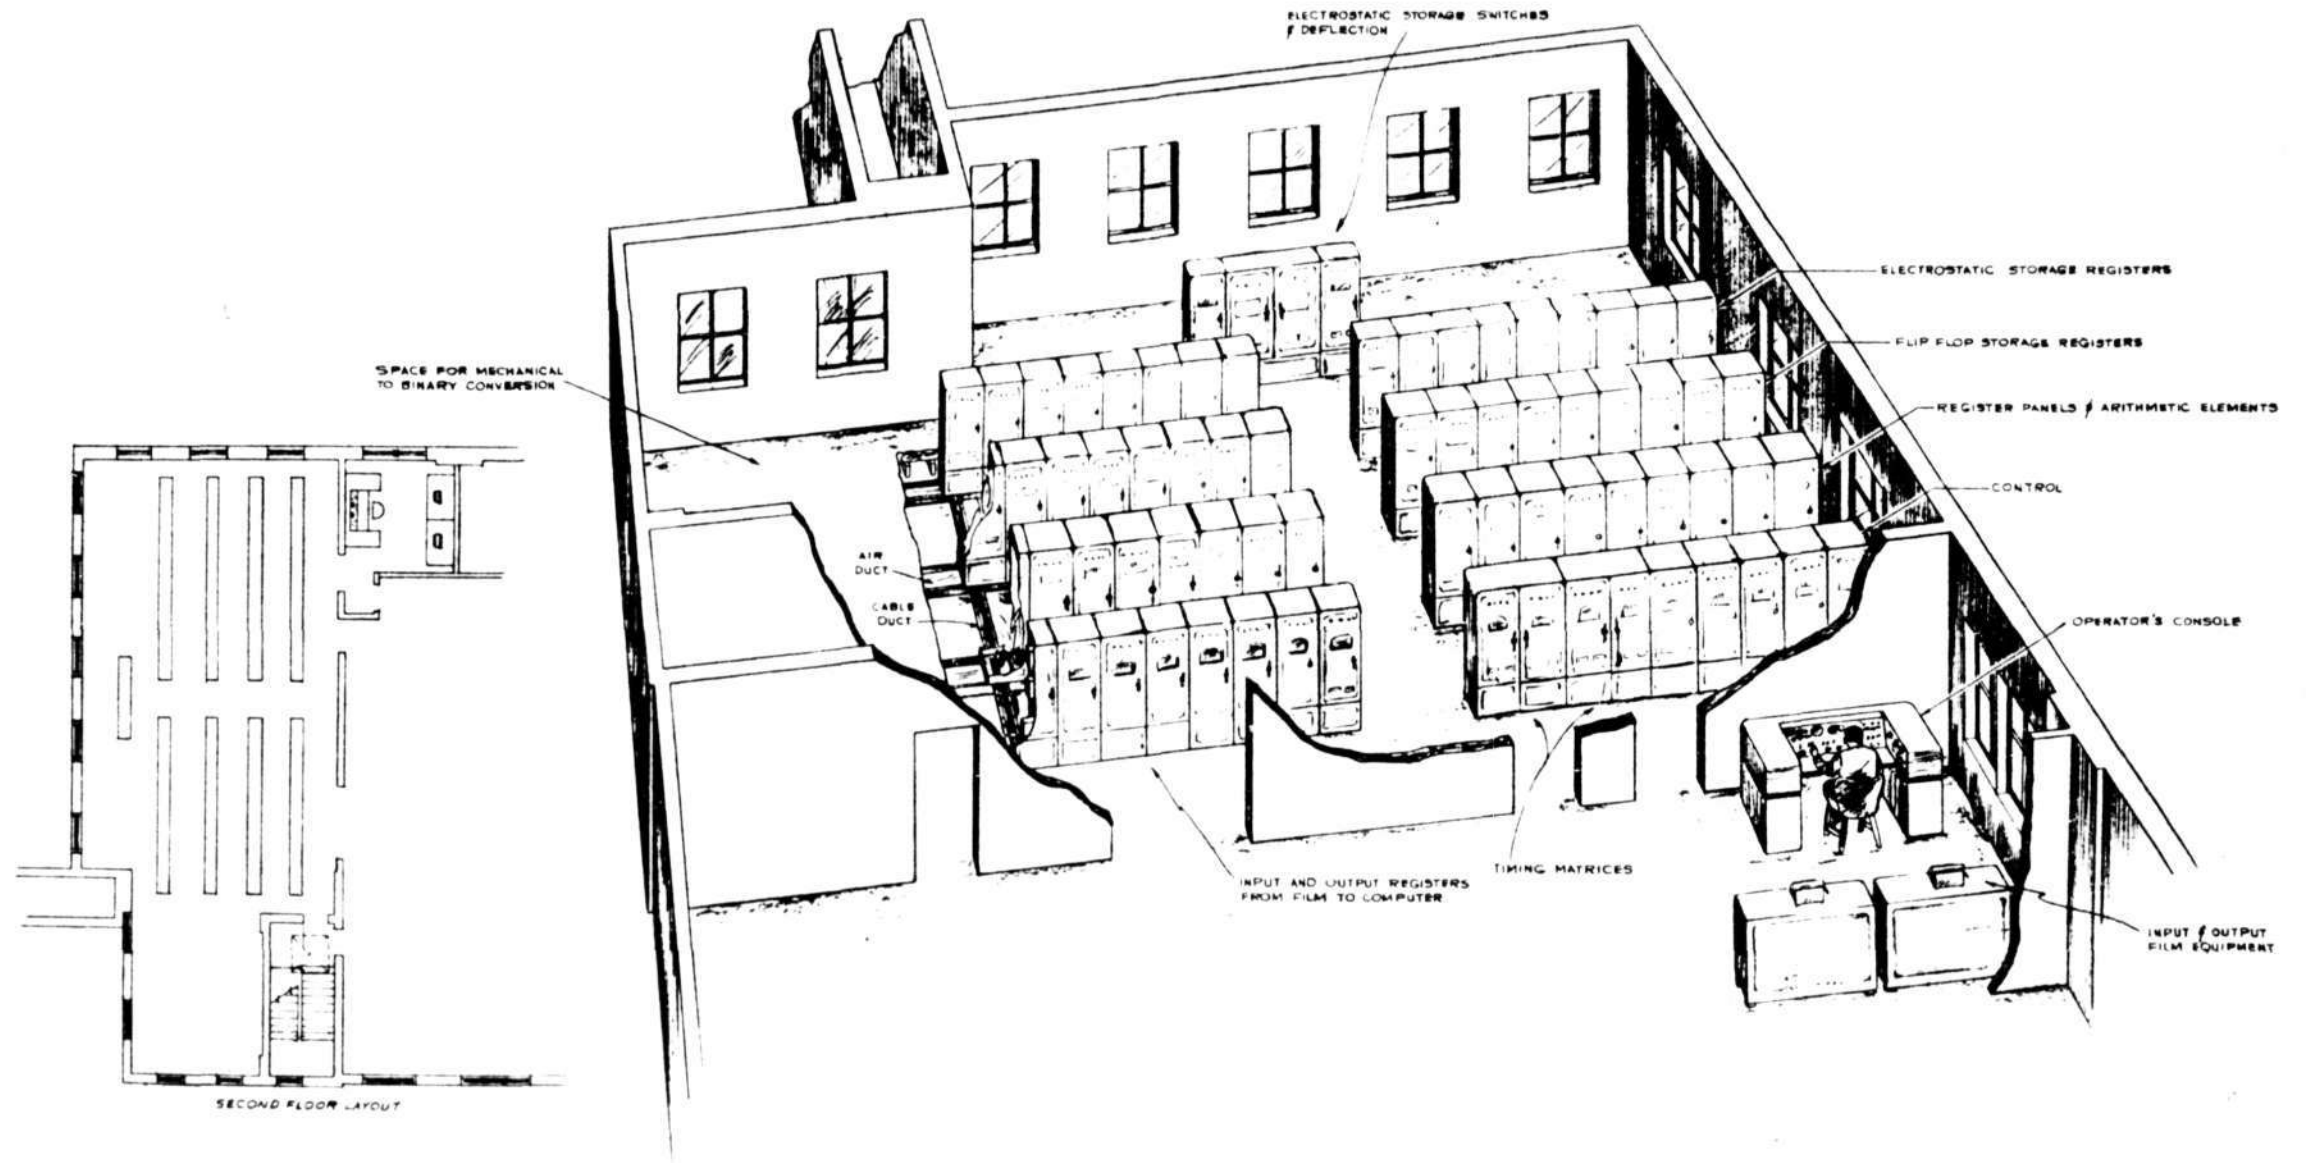 ELECTROSTATIC STORAGE SWITCHES
& DEFLECTION
ELECTROSTATIC STORAGE REGISTERS
FLIP FLOP STORAGE REGISTERS
SPACE FOR MECHANICAL
TO BINARY CONVERSION
REGISTER PANELS & ARITHMETIC ELEMENTS
CONTROL
AIR
DUCT
CABLE
DUCT
OPERATOR'S CONSOLE
TIMING MATRICES
INPUT AND OUTPUT REGISTERS
FROM FILM TO COMPUTER
INPUT & OUTPUT
FILM EQUIPMENT
SECOND FLOOR LAYOUT